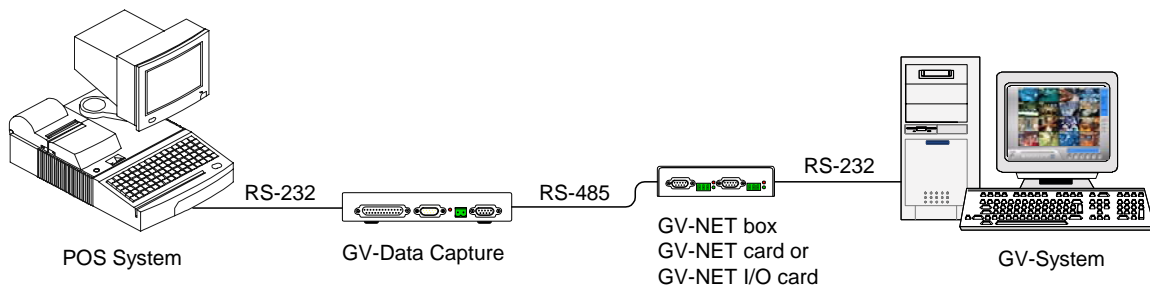 RS-232
RS-485
RS-232
POS System
GV-Data Capture
GV-NET box
GV-NET card or
GV-NET I/O card
GV-System